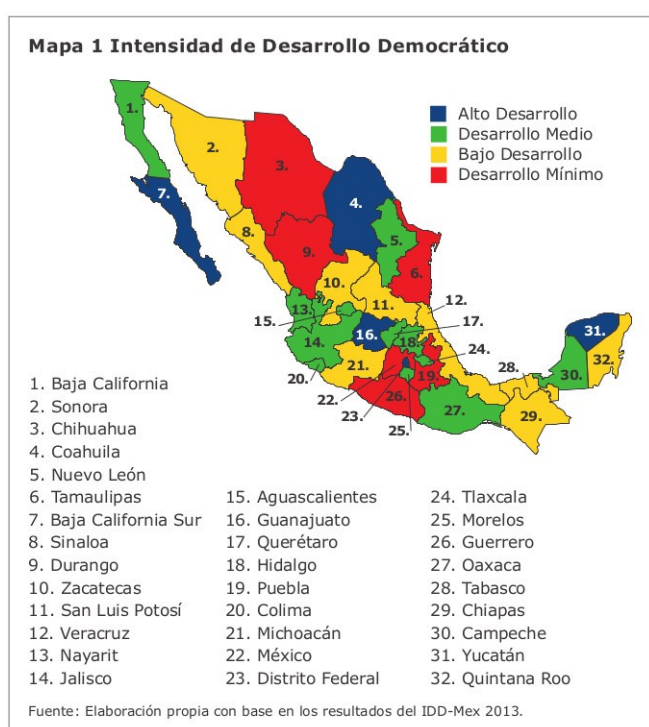 Mapa 1 Intensidad de Desarrollo Democrático
Alto Desarrollo
Desarrollo Medio
Bajo Desarrollo
Desarrollo Mínimo
1.
2.
3.
4.
5.
6.
7.
8.
9.
10.
11.
12.
13.
14.
15.
16.
17.
18.
19.
20.
21.
22.
23.
24.
25.
26.
27.
28.
29.
30.
31.
32.
1. Baja California
2. Sonora
3. Chihuahua
4. Coahuila
5. Nuevo León
6. Tamaulipas
7. Baja California Sur
8. Sinaloa
9. Durango
10. Zacatecas
11. San Luis Potosí
12. Veracruz
13. Nayarit
14. Jalisco
15. Aguascalientes
16. Guanajuato
17. Querétaro
18. Hidalgo
19. Puebla
20. Colima
21. Michoacán
22. México
23. Distrito Federal
24. Tlaxcala
25. Morelos
26. Guerrero
27. Oaxaca
28. Tabasco
29. Chiapas
30. Campeche
31. Yucatán
32. Quintana Roo
Fuente: Elaboración propia con base en los resultados del IDD-Mex 2013.